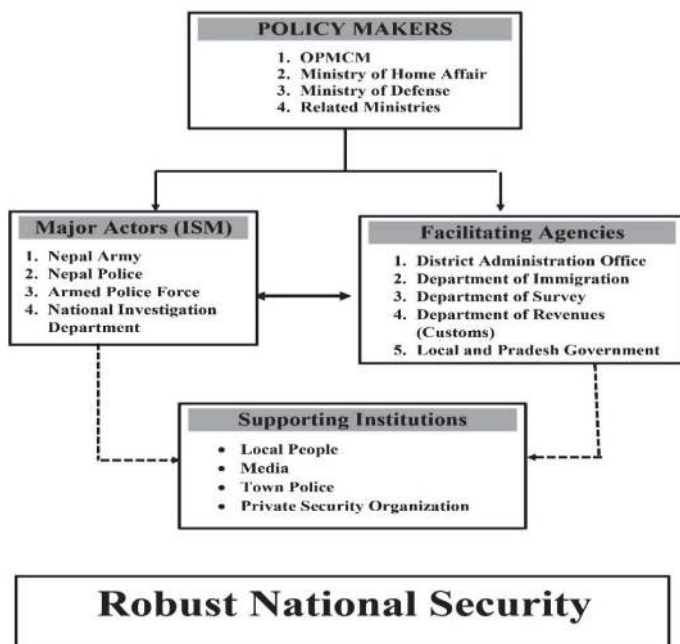 POLICY MAKERS
1. OPMCM
2. Ministry of Home Affair
3. Ministry of Defense
4. Related Ministries
Major Actors (ISM)
1. Nepal Army
2. Nepal Police
3. Armed Police Force
4. National Investigation
Department
Facilitating Agencies
1. District Administration Office
2. Department of Immigration
3. Department of Survey
4. Department of Revenues
(Customs)
5. Local and Pradesh Government
Supporting Institutions
• Local People
• Media
• Town Police
• Private Security Organization
Robust National Security